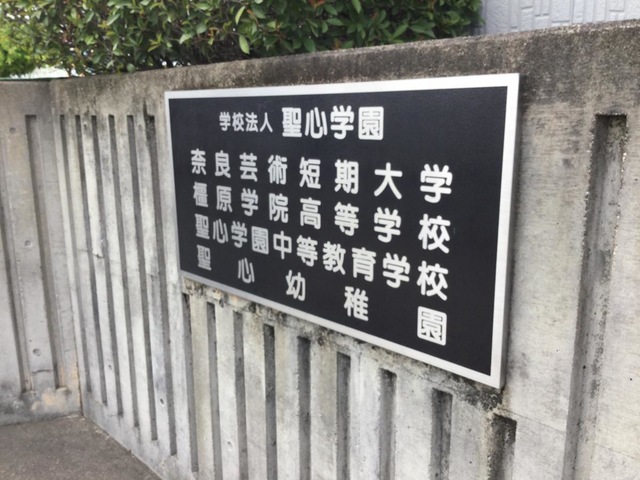 学校法人 聖心学園
奈良芸術短期大学
橿原学院高等学校
聖心学園中等教育学校
聖心幼稚園